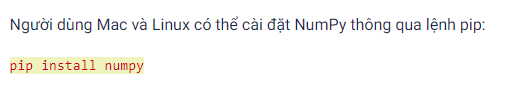 Người dùng Mac và Linux có thể cài đặt NumPy thông qua lệnh pip:
pip install numpy